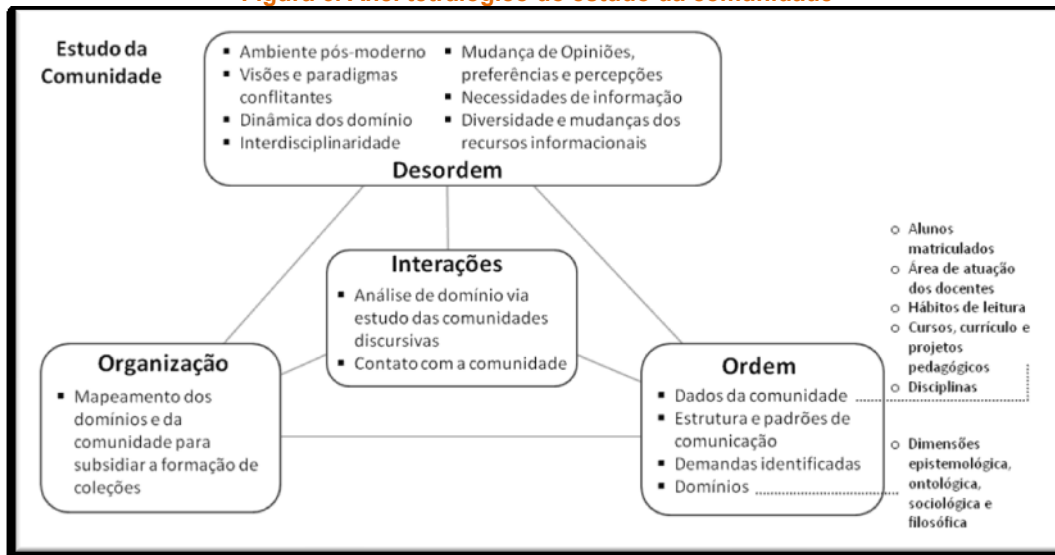 Estudo da
Comunidade
▪ Ambiente pós-moderno
▪ Visões e paradigmas
conflitantes
▪ Dinâmica dos domínio
▪ Interdisciplinaridade
▪ Mudança de Opiniões,
preferências e percepções
▪ Necessidades de informação
▪ Diversidade e mudanças dos
recursos informacionais
Desordem
Interações
▪ Análise de domínio via
estudo das comunidades
discursivas
▪ Contato com a comunidade
Organização
▪ Mapeamento dos
domínios e da
comunidade para
subsidiar a formação de
coleções
Ordem
▪ Dados da comunidade
▪ Estrutura e padrões de
comunicação
▪ Demandas identificadas
▪ Domínios
o Alunos
matriculados
o Área de atuação
dos docentes
o Hábitos de leitura
o Cursos, currículo e
projetos
pedagógicos
o Disciplinas
o Dimensões
epistemológica,
ontológica,
sociológica e
filosófica